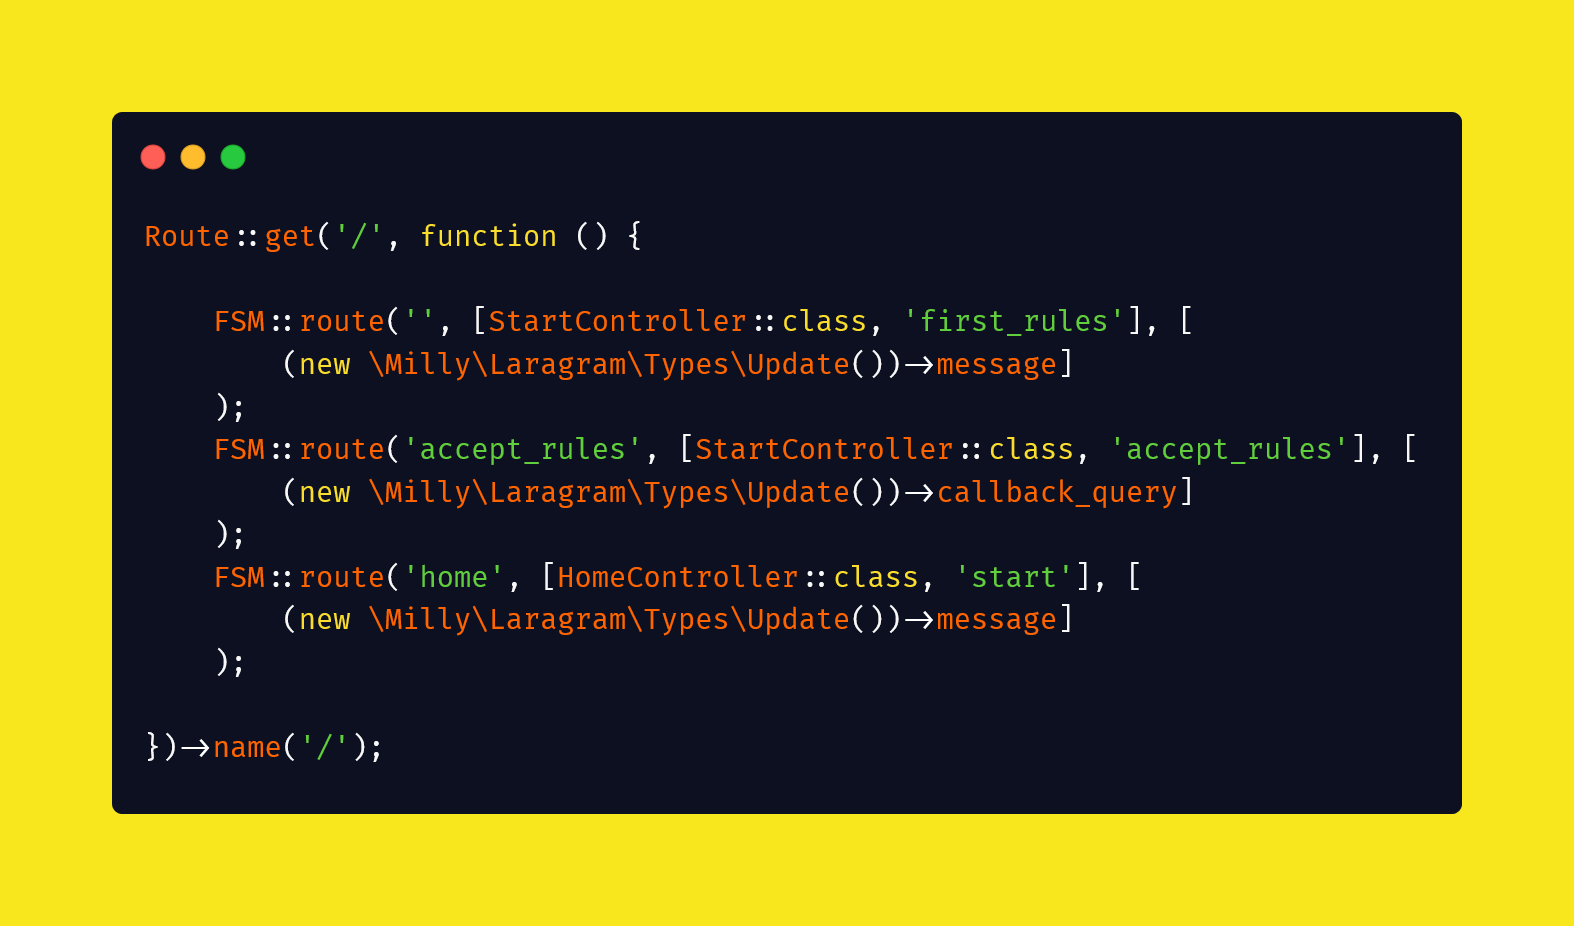 Route::get('/', function () {
    FSM::route('', [StartController::class, 'first_rules'], [
        (new \Milly\Laragram\Types\Update())->message]
    );
    FSM::route('accept_rules', [StartController::class, 'accept_rules'], [
        (new \Milly\Laragram\Types\Update())->callback_query]
    );
    FSM::route('home', [HomeController::class, 'start'], [
        (new \Milly\Laragram\Types\Update())->message]
    );
})->name('/');